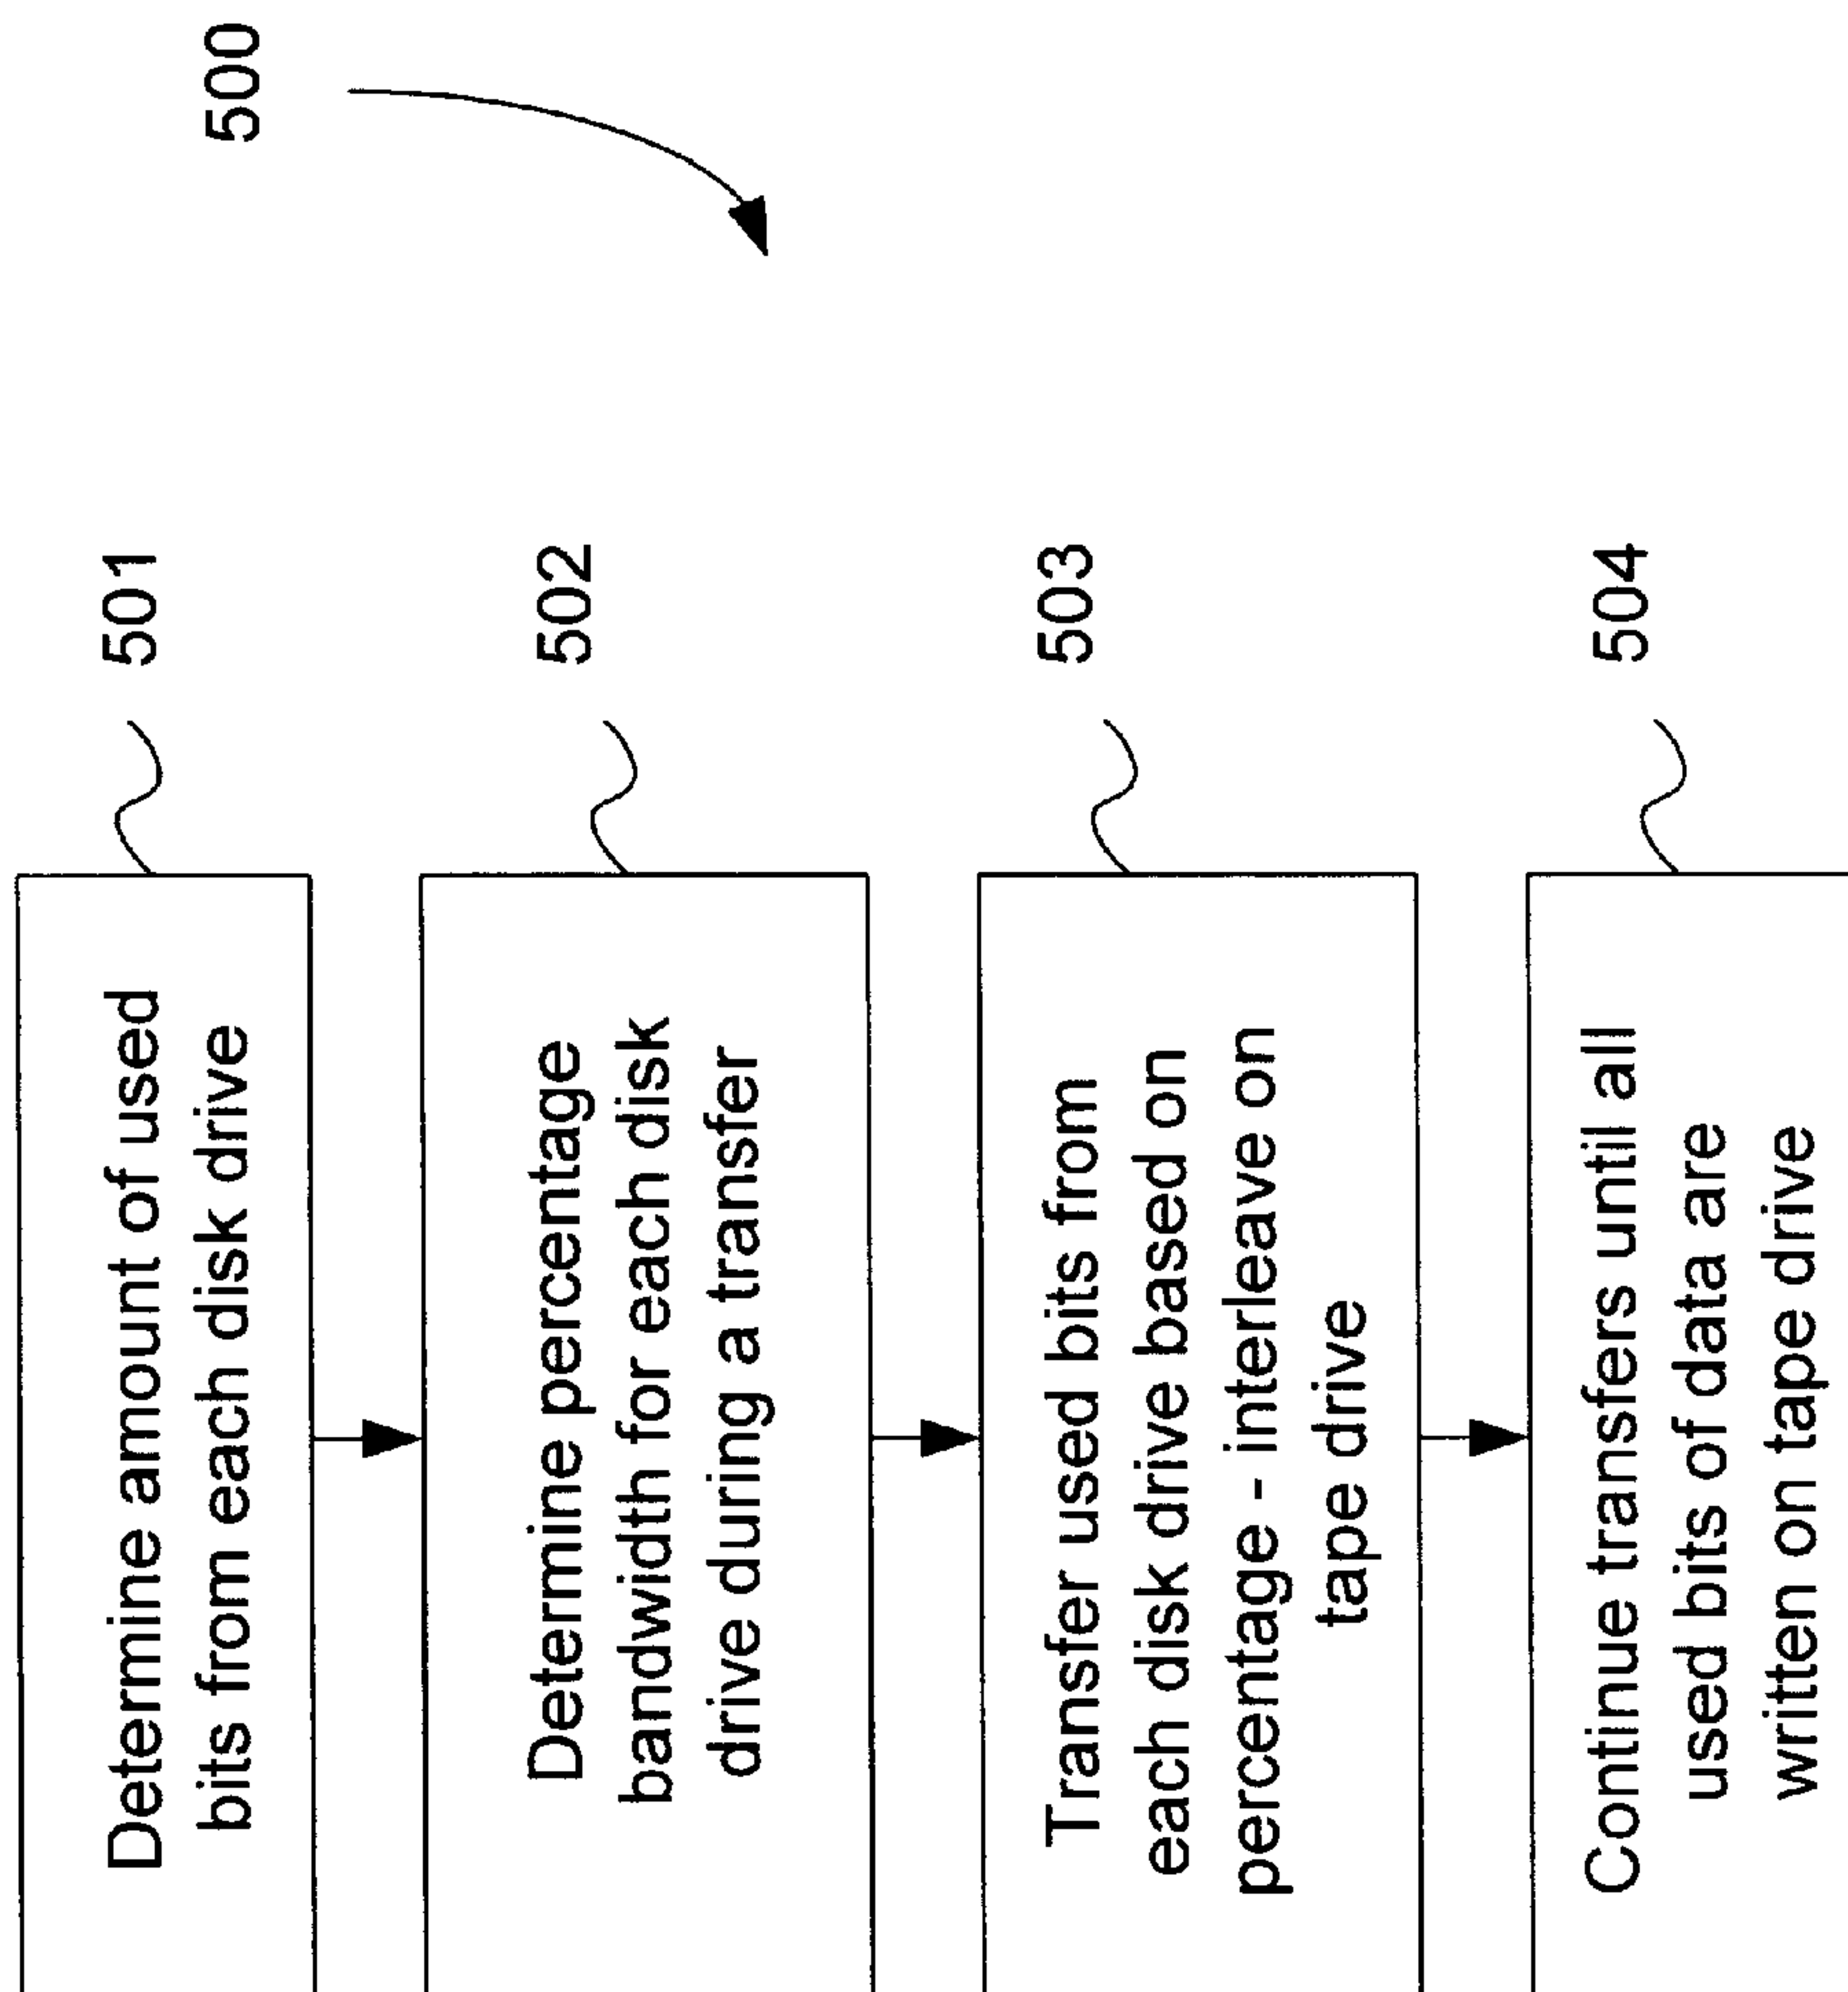 500
501
Determine amount of used
bits from each disk drive
502
Determine percentage
bandwidth for each disk
drive during a transfer
503
Transfer used bits from
each disk drive based on
percentage - interleave on
tape drive
504
Continue transfers until all
used bits of data are
written on tape drive